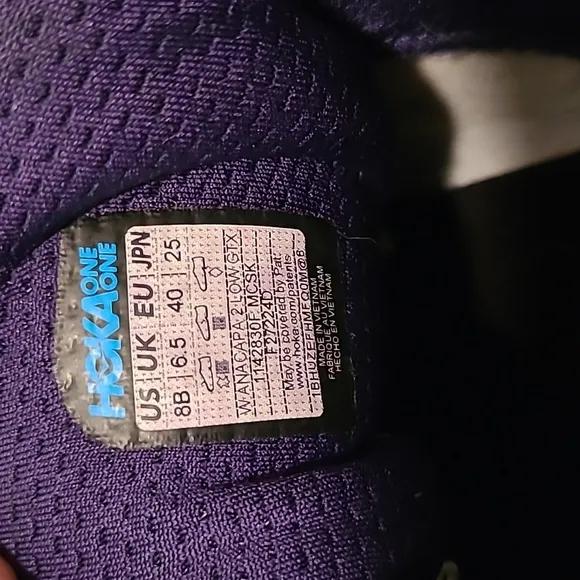 HOKA ONE ONE
US UK EU JPN
8B 6.5 40 25
W ANACAPA 2 LOW GTX
1142830F MCSK
F27224D
May be covered by Pat.
www.hoka.com/patents
MADE IN VIETNAM
FABRIQUE AU VIETNAM
HECHO EN VIETNAM